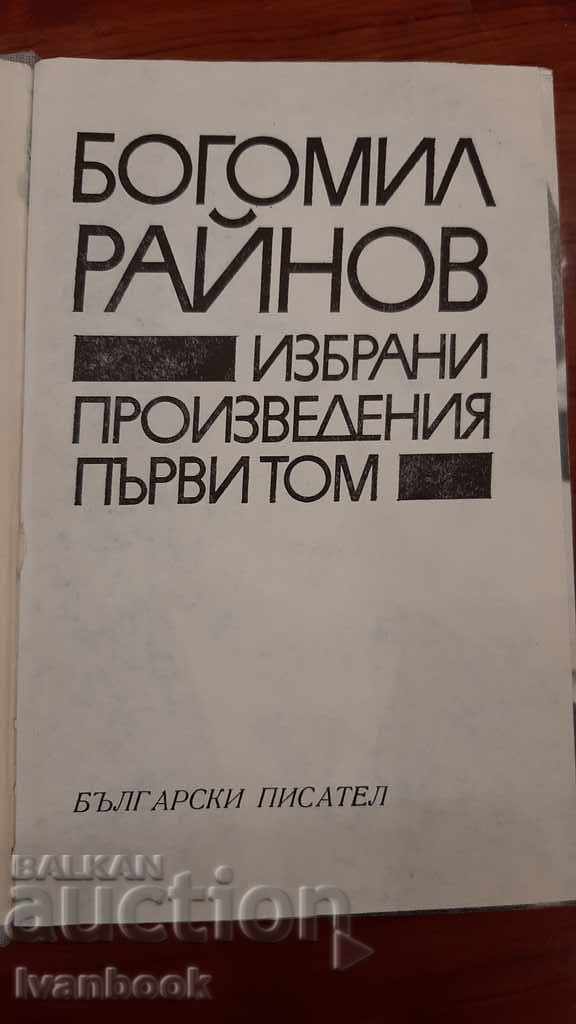 БОГОМИЛ
РАЙНОВ
ИЗБРАНИ
ПРОИЗВЕДЕНИЯ
ПЪРВИ ТОМ
БЪЛГАРСКИ ПИСАТЕЛ
BALKAN
auction
Ivanbook